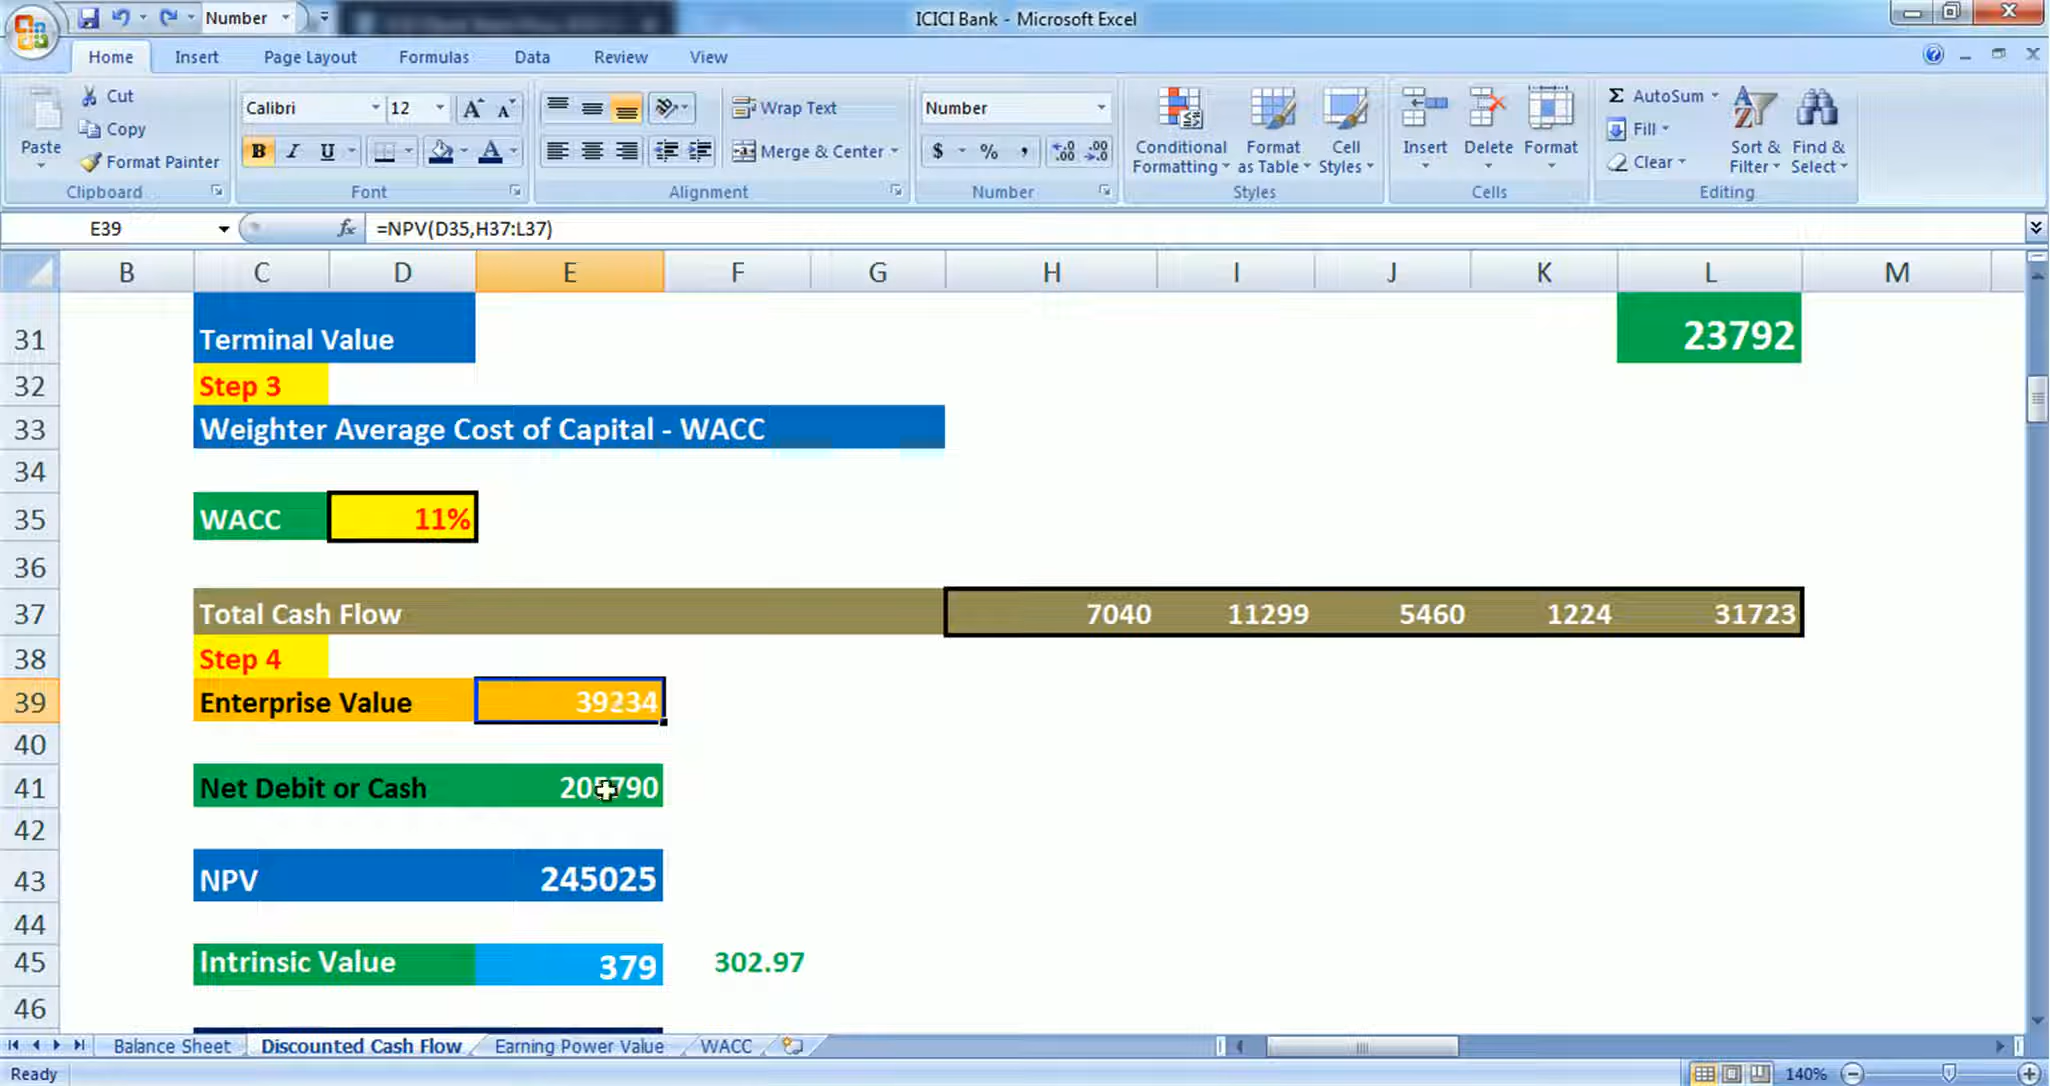 Number
ICICI Bank - Microsoft Excel
Home Insert Page Layout Formulas Data Review View
Paste
Cut
Copy
Format Painter
Clipboard
Calibri 12
B I U
Font
Wrap Text
Merge & Center
Alignment
Number
$ % ,
Number
Conditional Formatting
Format as Table
Cell Styles
Styles
Insert Delete Format
Cells
Σ AutoSum
Fill
Clear
Sort & Filter
Find & Select
Editing
E39 fx =NPV(D35,H37:L37)
B C D E F G H I J K L M
31 Terminal Value 23792
32 Step 3
33 Weighter Average Cost of Capital - WACC
34
35 WACC 11%
36
37 Total Cash Flow 7040 11299 5460 1224 31723
38 Step 4
39 Enterprise Value 39234
40
41 Net Debit or Cash 205790
42
43 NPV 245025
44
45 Intrinsic Value 379 302.97
46
Balance Sheet Discounted Cash Flow Earning Power Value WACC
Ready 140%